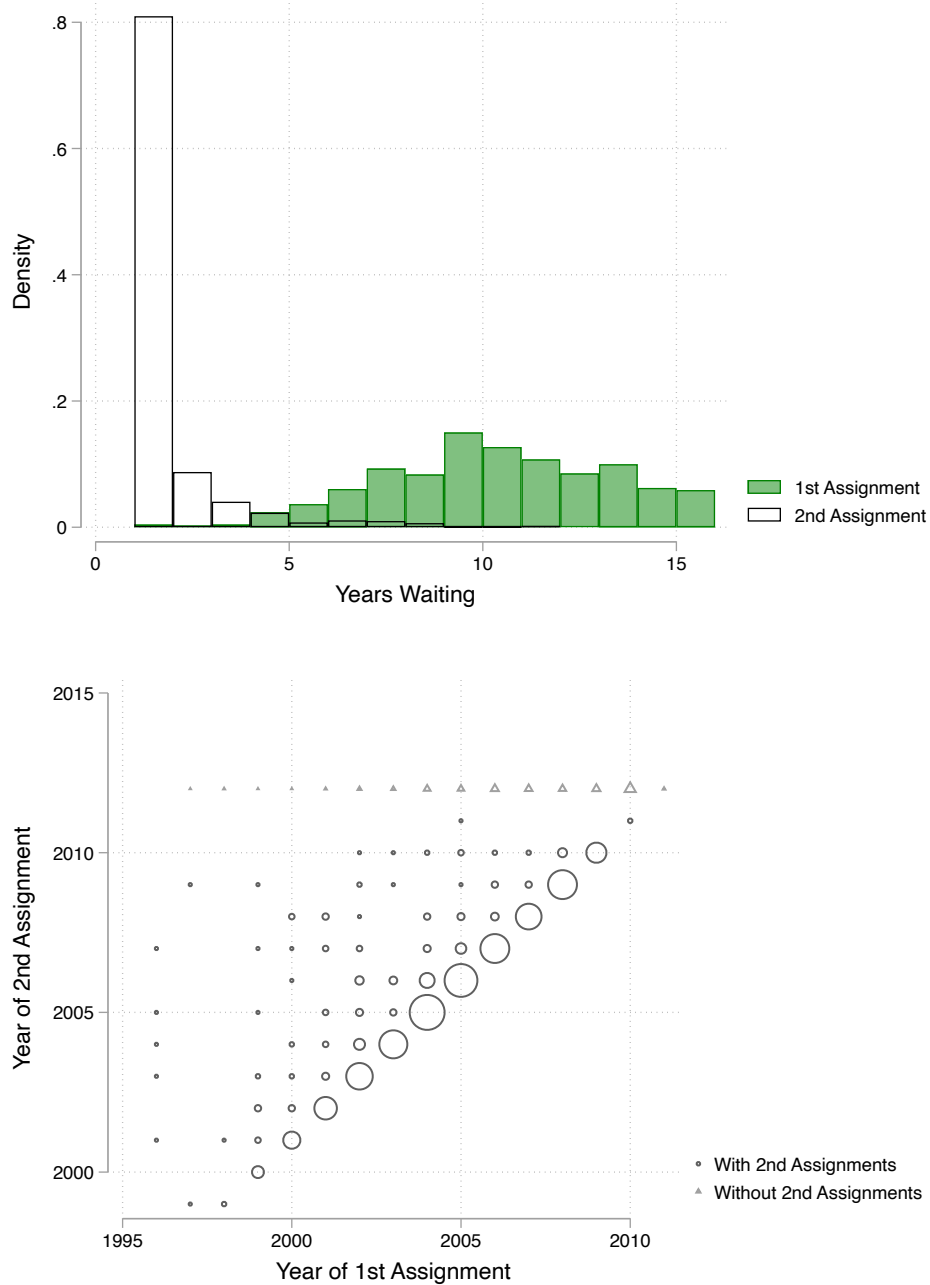 .8
.6
.4
.2
0
Density
0
5
10
15
Years Waiting
1st Assignment
2nd Assignment
2015
2010
2005
2000
Year of 2nd Assignment
1995
2000
2005
2010
Year of 1st Assignment
With 2nd Assignments
Without 2nd Assignments